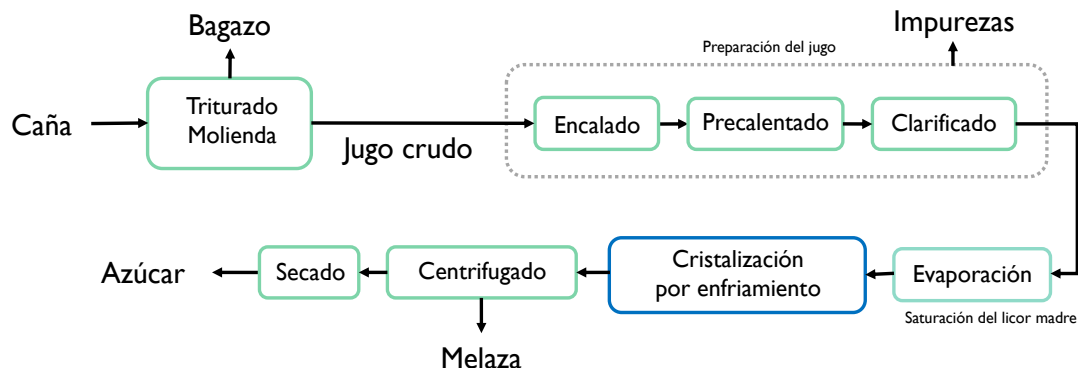 Bagazo
Preparación del jugo
Impurezas
Caña
Triturado
Molienda
Jugo crudo
Encalado
Precalentado
Clarificado
Azúcar
Secado
Centrifugado
Cristalización
por enfriamiento
Evaporación
Saturación del licor madre
Melaza